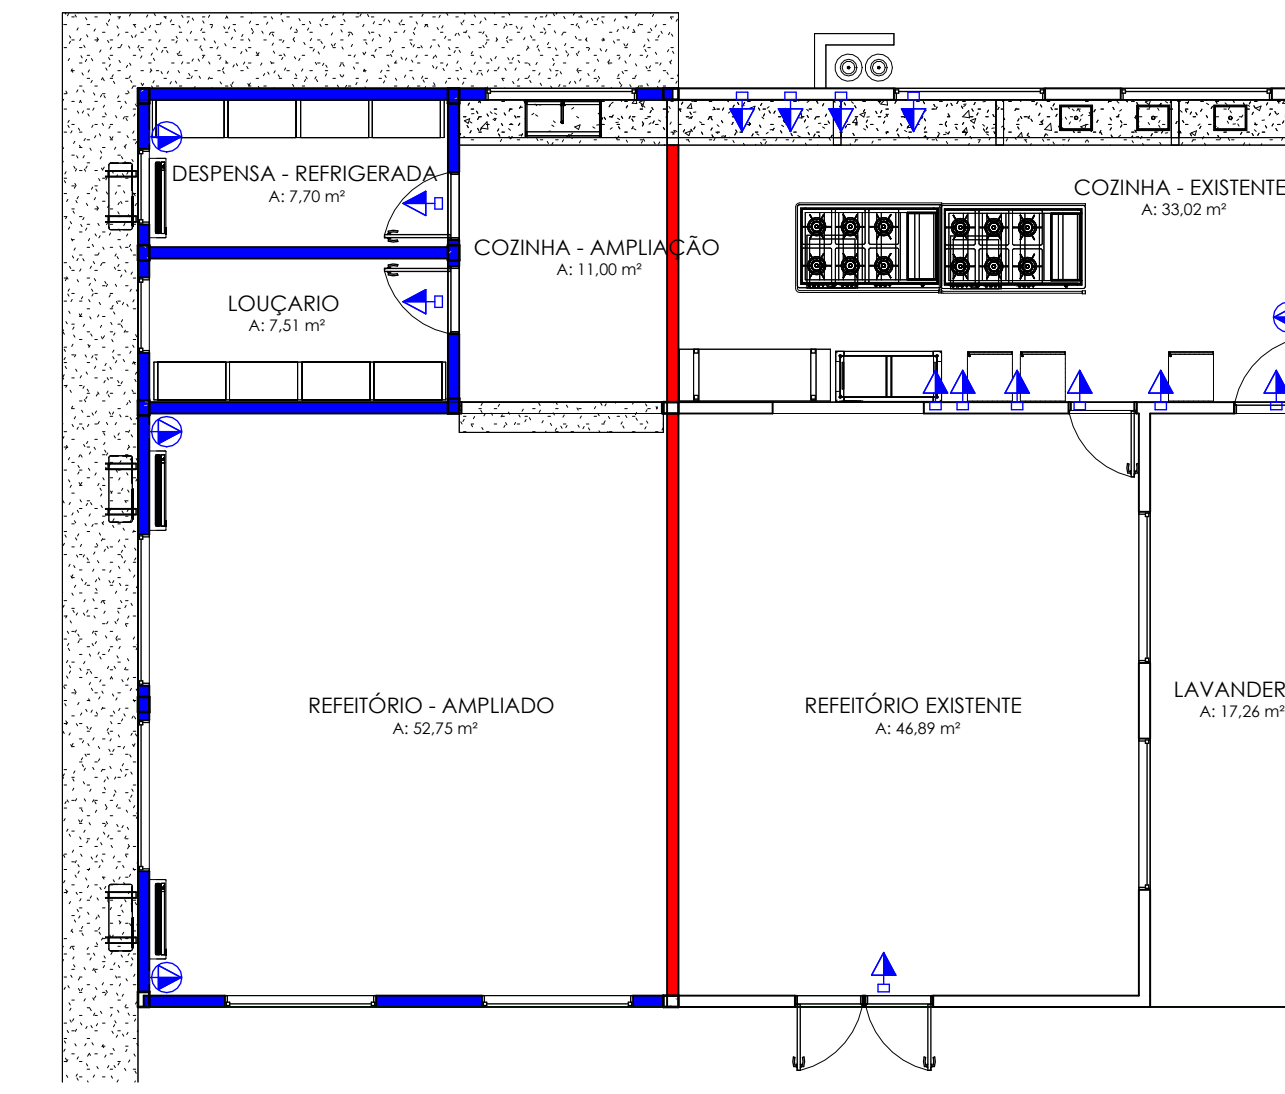 DESPENSA - REFRIGERADA
A: 7,70 m²
COZINHA - EXISTENTE
A: 33,02 m²
COZINHA - AMPLIAÇÃO
A: 11,00 m²
LOUÇARIO
A: 7,51 m²
REFEITÓRIO - AMPLIADO
A: 52,75 m²
REFEITÓRIO EXISTENTE
A: 46,89 m²
LAVANDER
A: 17,26 m²